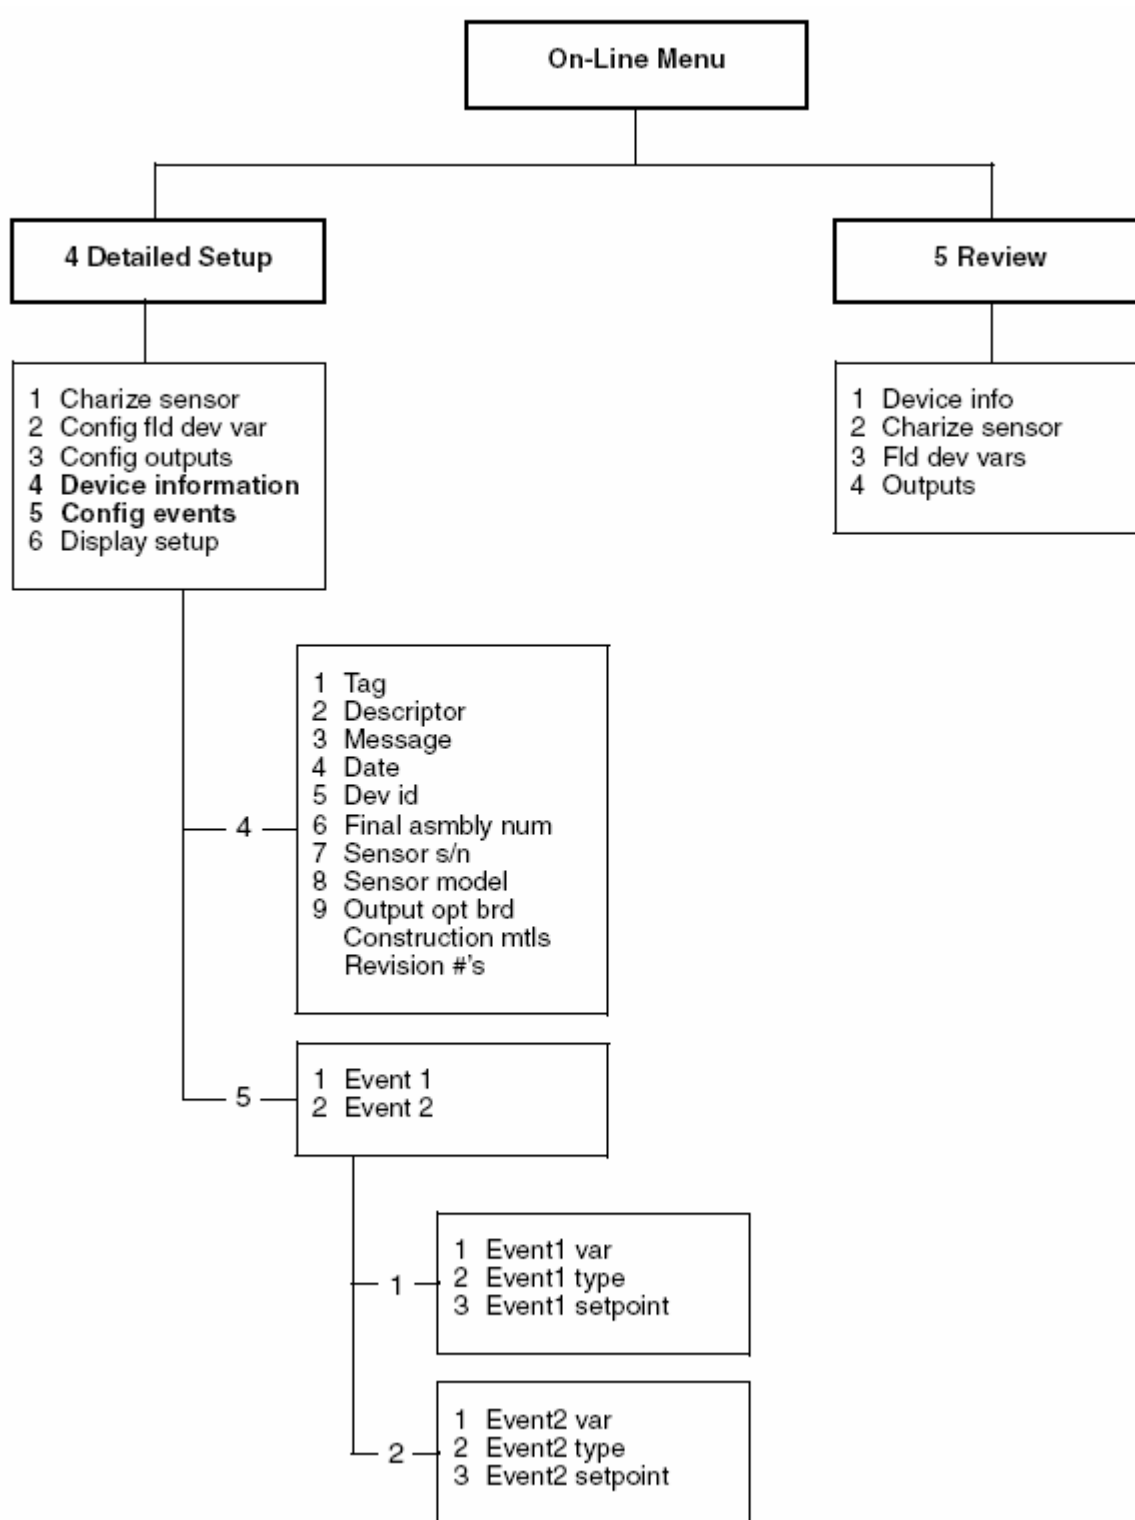 On-Line Menu
4 Detailed Setup
1 Charize sensor
2 Config fld dev var
3 Config outputs
4 Device information
5 Config events
6 Display setup
4
1 Tag
2 Descriptor
3 Message
4 Date
5 Dev id
6 Final asmbly num
7 Sensor s/n
8 Sensor model
9 Output opt brd
Construction mtls
Revision #'s
5
1 Event 1
2 Event 2
1
1 Event1 var
2 Event1 type
3 Event1 setpoint
2
1 Event2 var
2 Event2 type
3 Event2 setpoint
5 Review
1 Device info
2 Charize sensor
3 Fld dev vars
4 Outputs